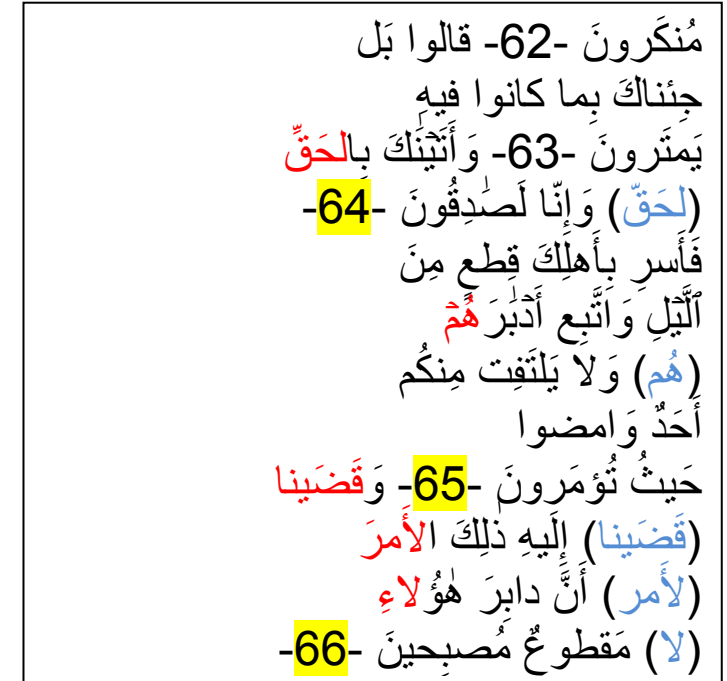 مُنكَرونَ -62- قالوا بَل
جِئناكَ بِما كانوا فيهِ
يَمتَرونَ -63- وَأَتَيۡنَٰكَ بِالحَقِّ
(لحَقّ) وَإِنّا لَصَٰدِقُونَ -64-
فَأَسرِ بِأَهلِكَ قِطعٍ مِنَ
ٱلَّيۡلِ وَاتَّبِع أَدۡبَٰرَهُمۡ
(هُم) وَلا يَلتَفِت مِنكُم
أَحَدٌ وَامضوا
حَيثُ تُؤمَرونَ -65- وَقَضَينا
(قَضَينا) إِلَيهِ ذلِكَ الأَمرَ
(لأَمر) أَنَّ دابِرَ هٰؤُلاءِ
(لا) مَقطوعٌ مُصبِحينَ -66-